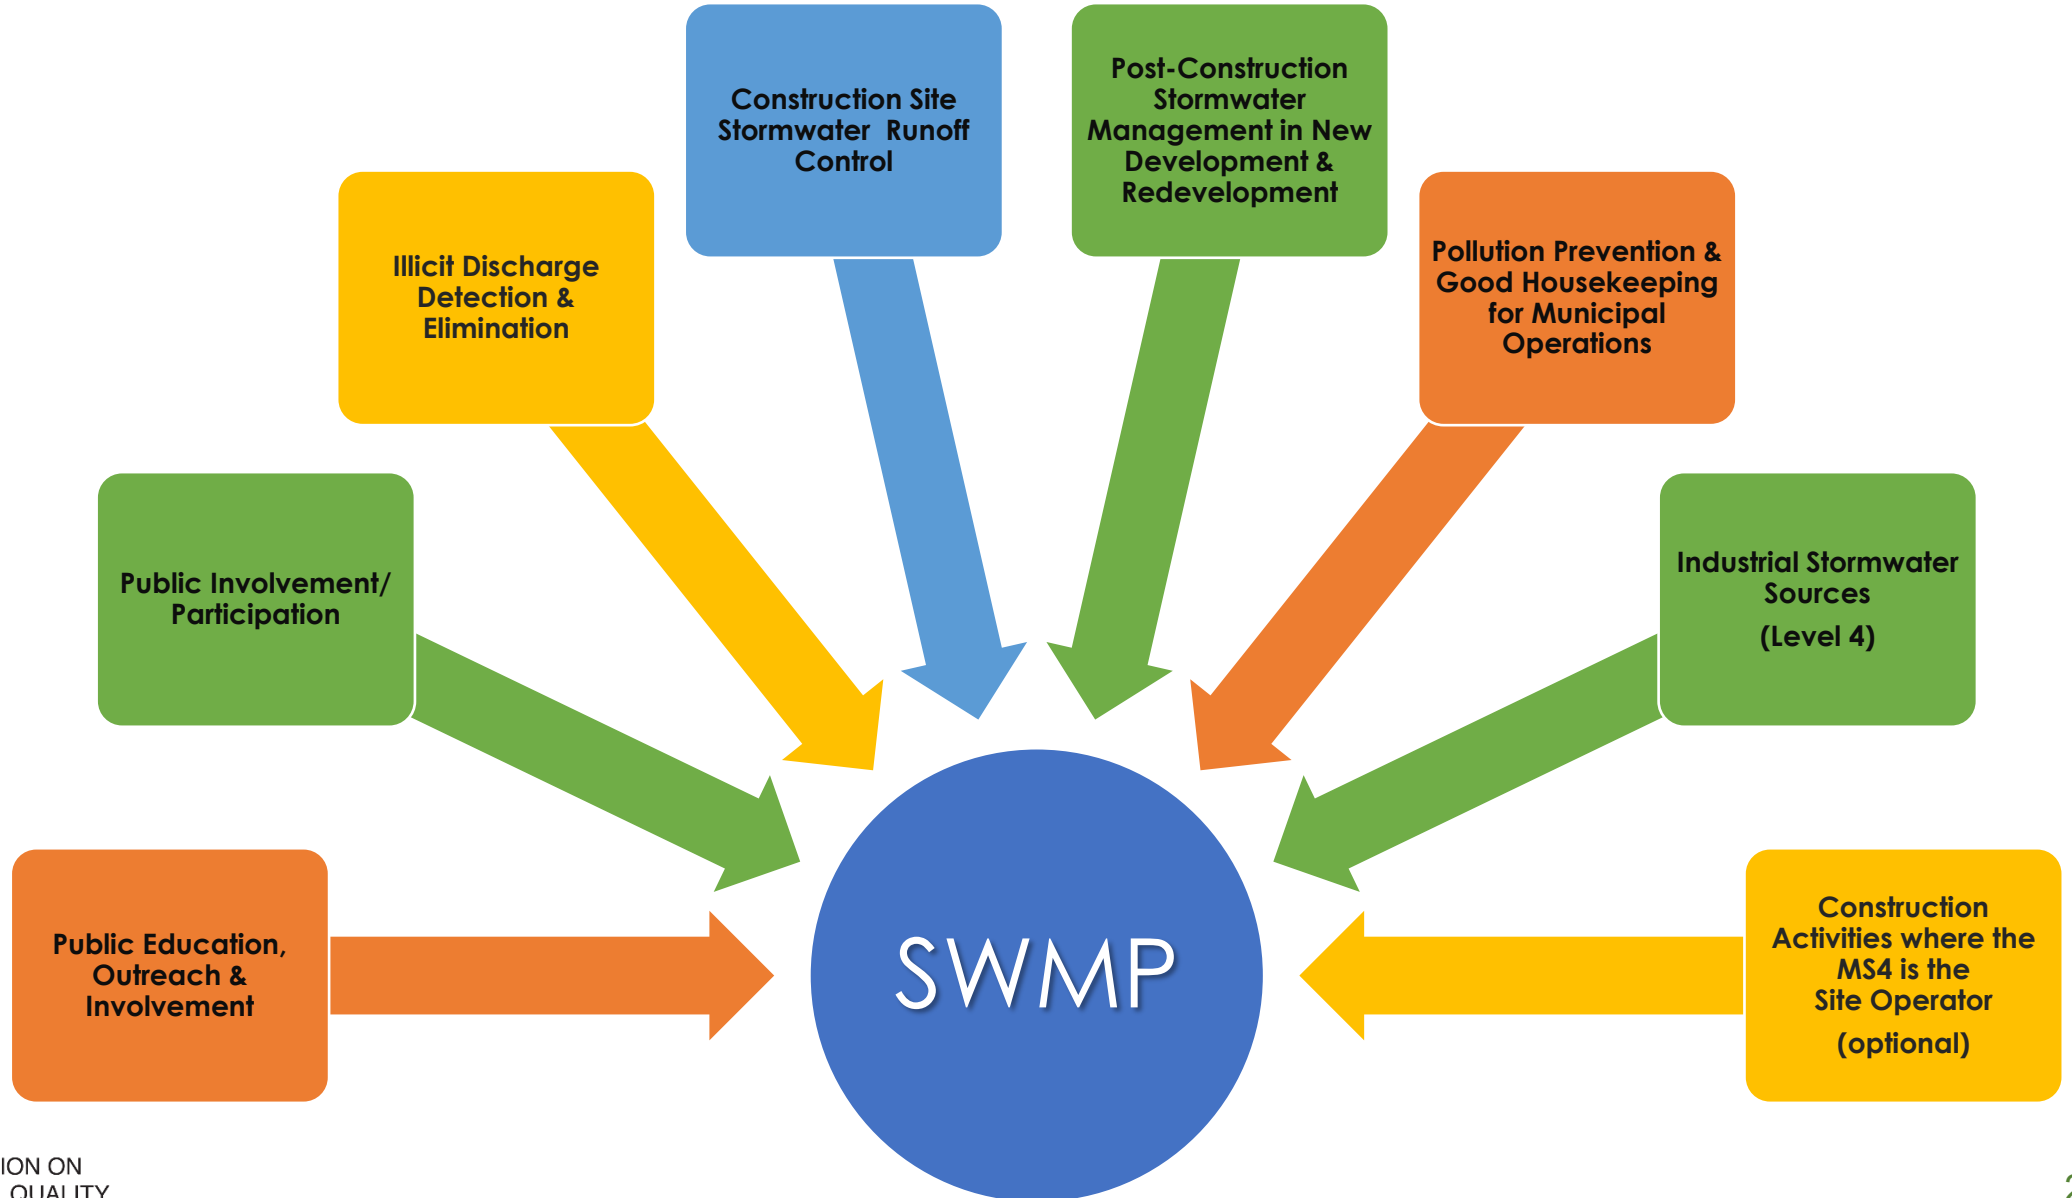 Construction Site
Stormwater  Runoff
Control
Post-Construction
Stormwater
Management in New
Development &
Redevelopment
Illicit Discharge
Detection &
Elimination
Pollution Prevention &
Good Housekeeping
for Municipal
Operations
Public Involvement/
Participation
Industrial Stormwater
Sources
(Level 4)
Public Education,
Outreach &
Involvement
Construction
Activities where the
MS4 is the
Site Operator
(optional)
SWMP
ION ON
QUALITY